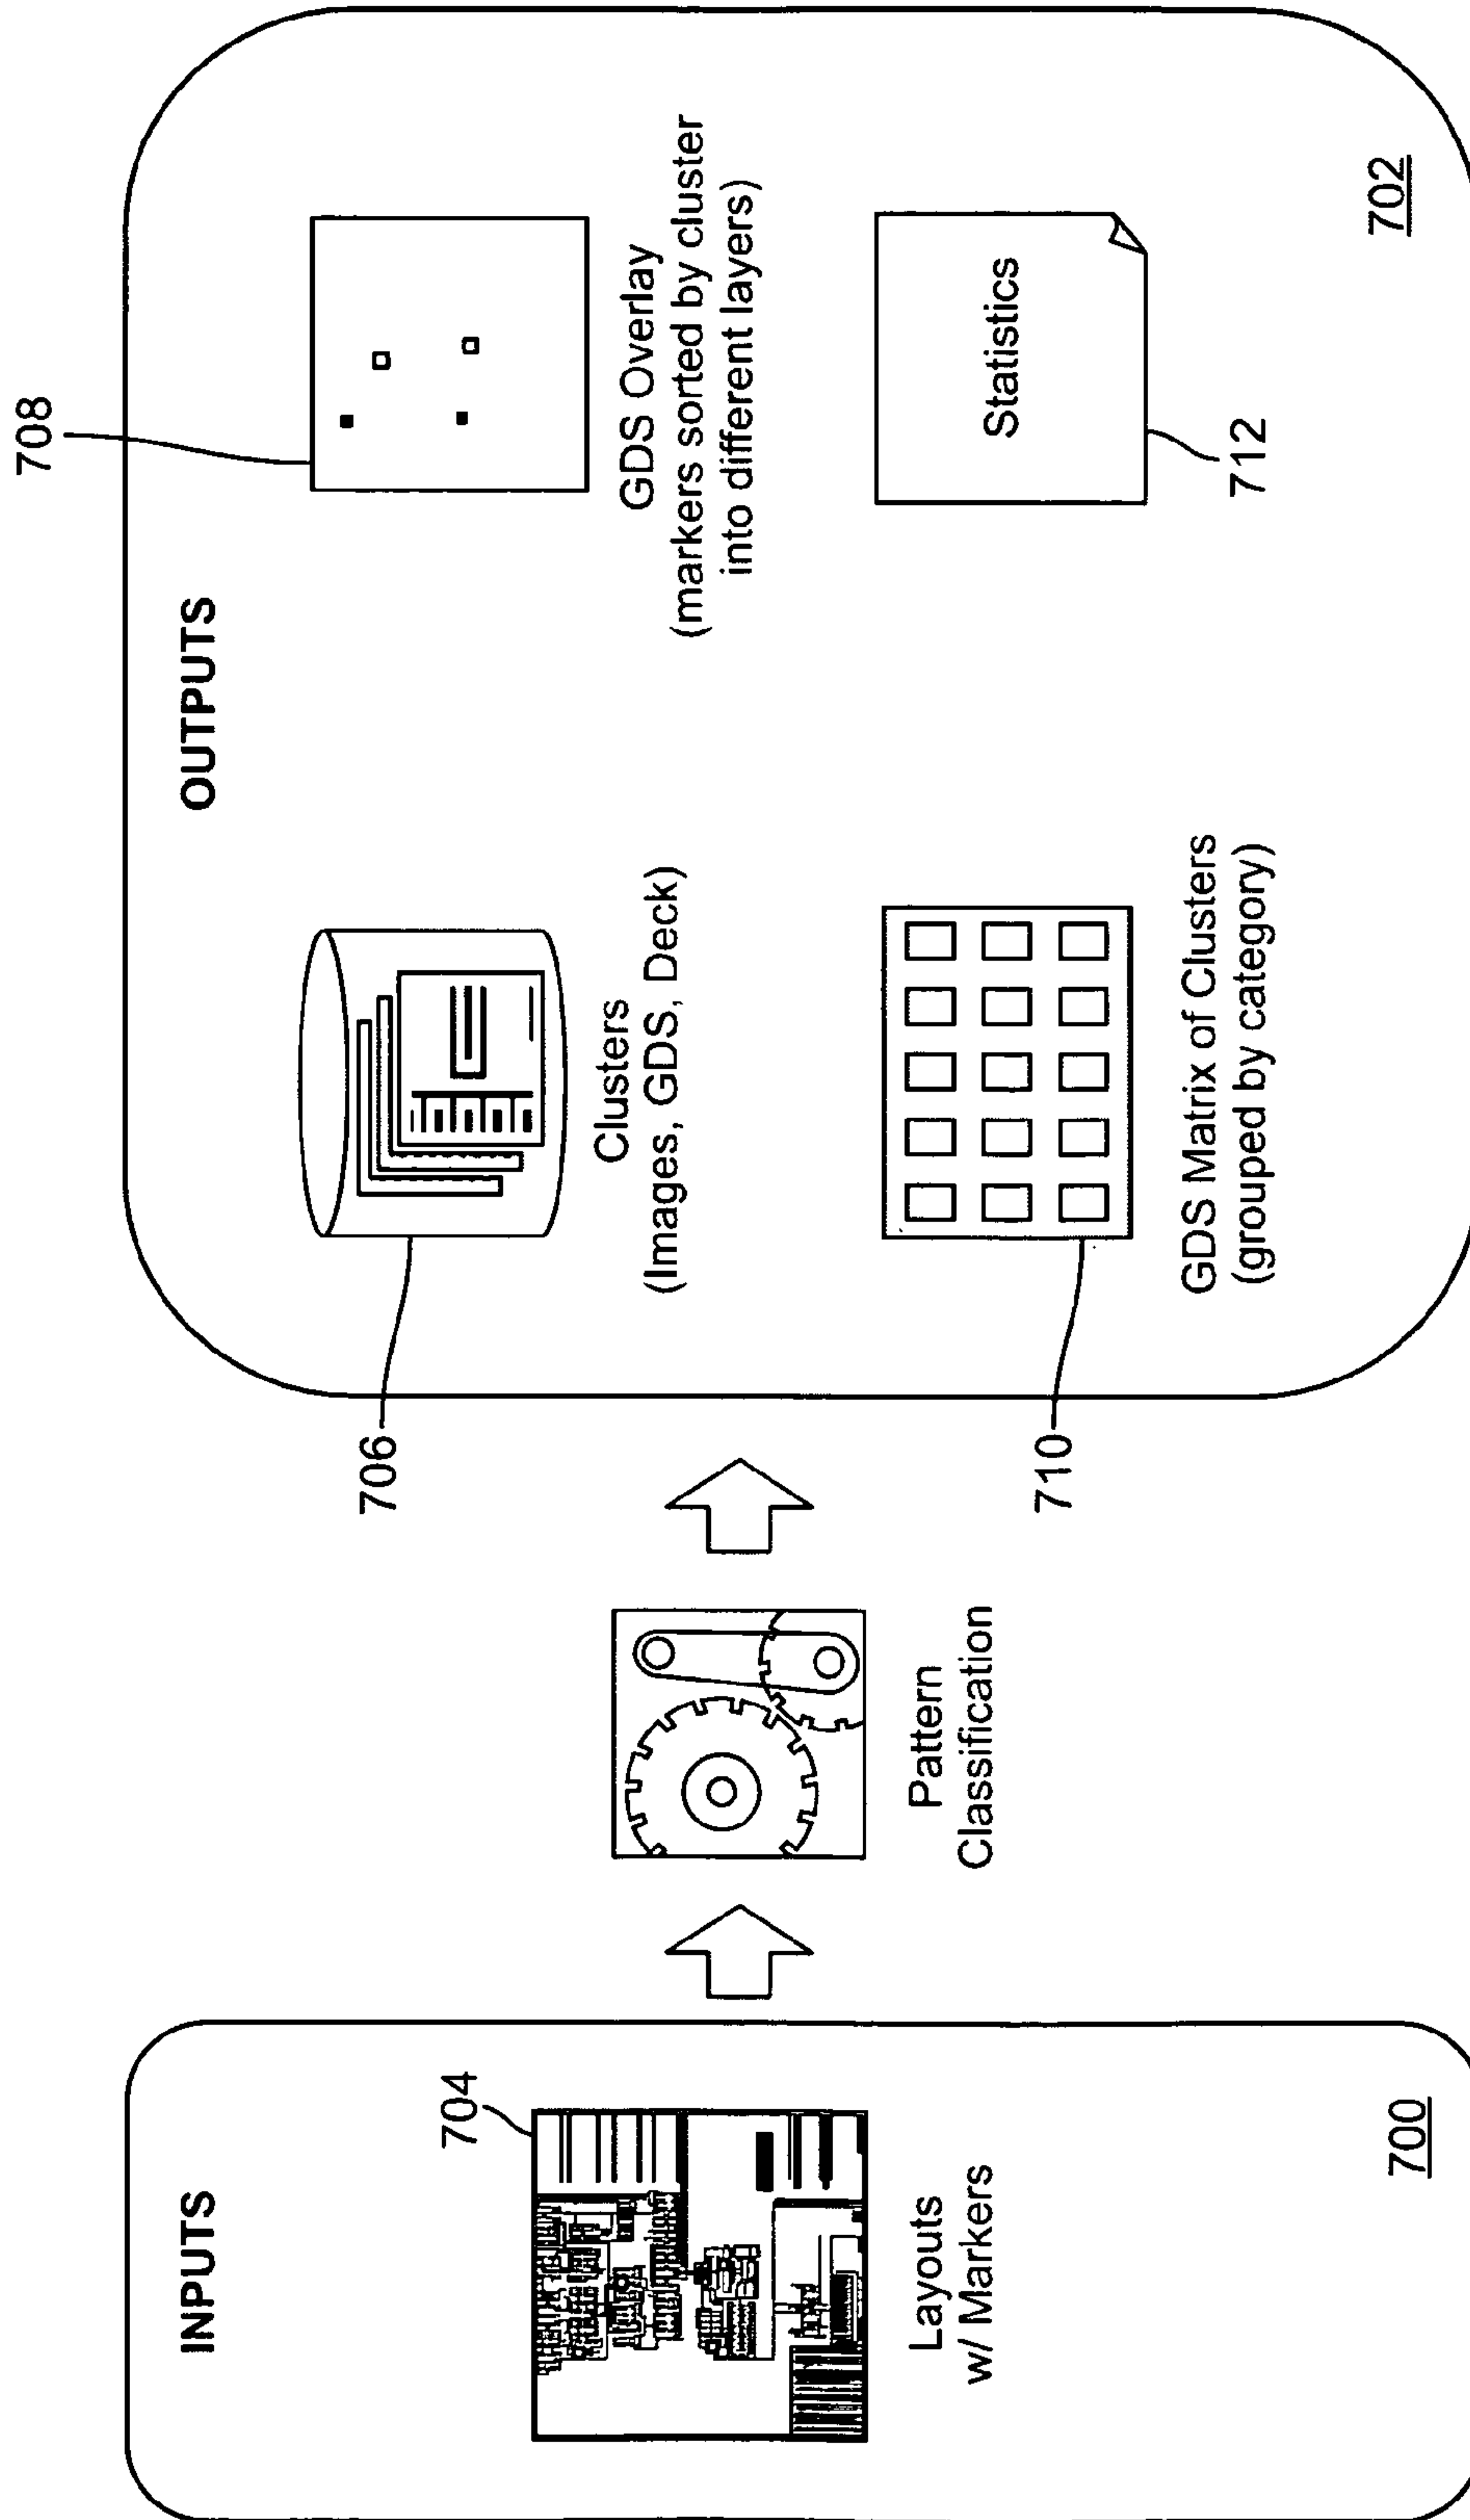 INPUTS
704
Layouts
w/ Markers
700
Pattern
Classification
OUTPUTS
706
Clusters
(Images, GDS, Deck)
708
GDS Overlay
(markers sorted by cluster
into different layers)
710
GDS Matrix of Clusters
(grouped by category)
Statistics
712
702